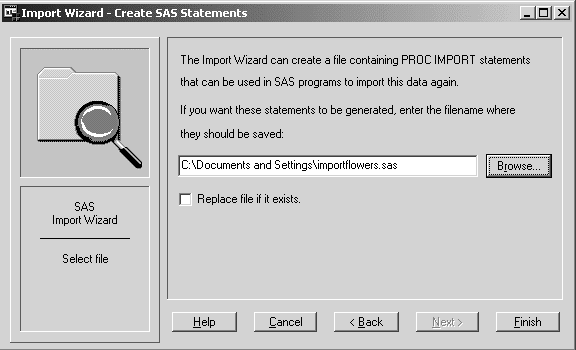 Import Wizard - Create SAS Statements
The Import Wizard can create a file containing PROC IMPORT statements
that can be used in SAS programs to import this data again.
If you want these statements to be generated, enter the filename where
they should be saved:
C:\Documents and Settings\importflowers.sas
Browse...
Replace file if it exists.
SAS
Import Wizard
Select file
Help
Cancel
< Back
Next >
Finish